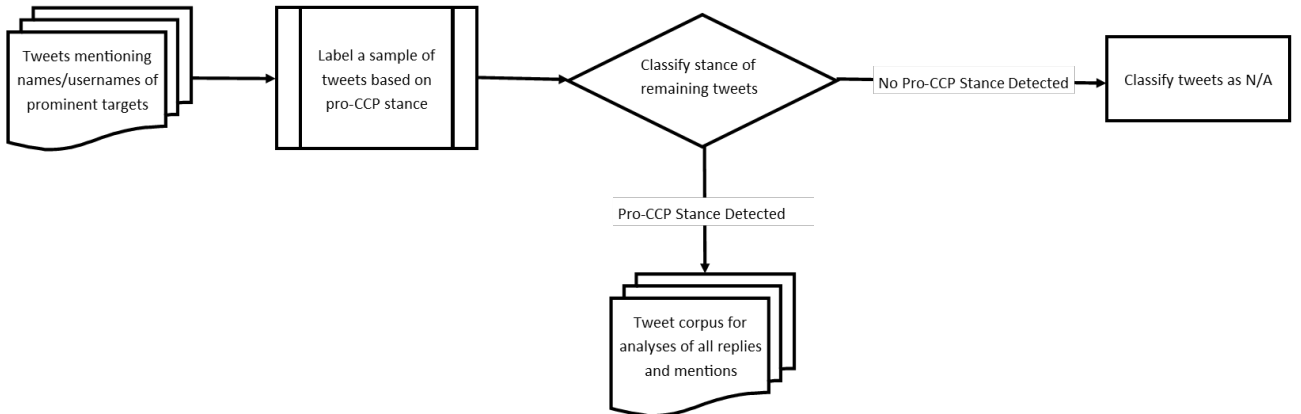 Tweets mentioning
names/usernames of
prominent targets
Label a sample of
tweets based on
pro-CCP stance
Classify stance of
remaining tweets
No Pro-CCP Stance Detected
Classify tweets as N/A
Pro-CCP Stance Detected
Tweet corpus for
analyses of all replies
and mentions